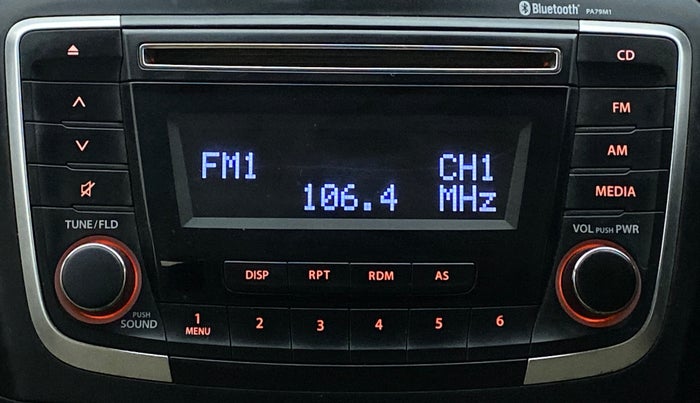 Bluetooth® PA79M1
CD
FM
AM
MEDIA
FM1 CH1
106.4 MHz
TUNE/FLD
VOL PUSH PWR
DISP RPT RDM AS
PUSH
SOUND
1 2 3 4 5 6
MENU